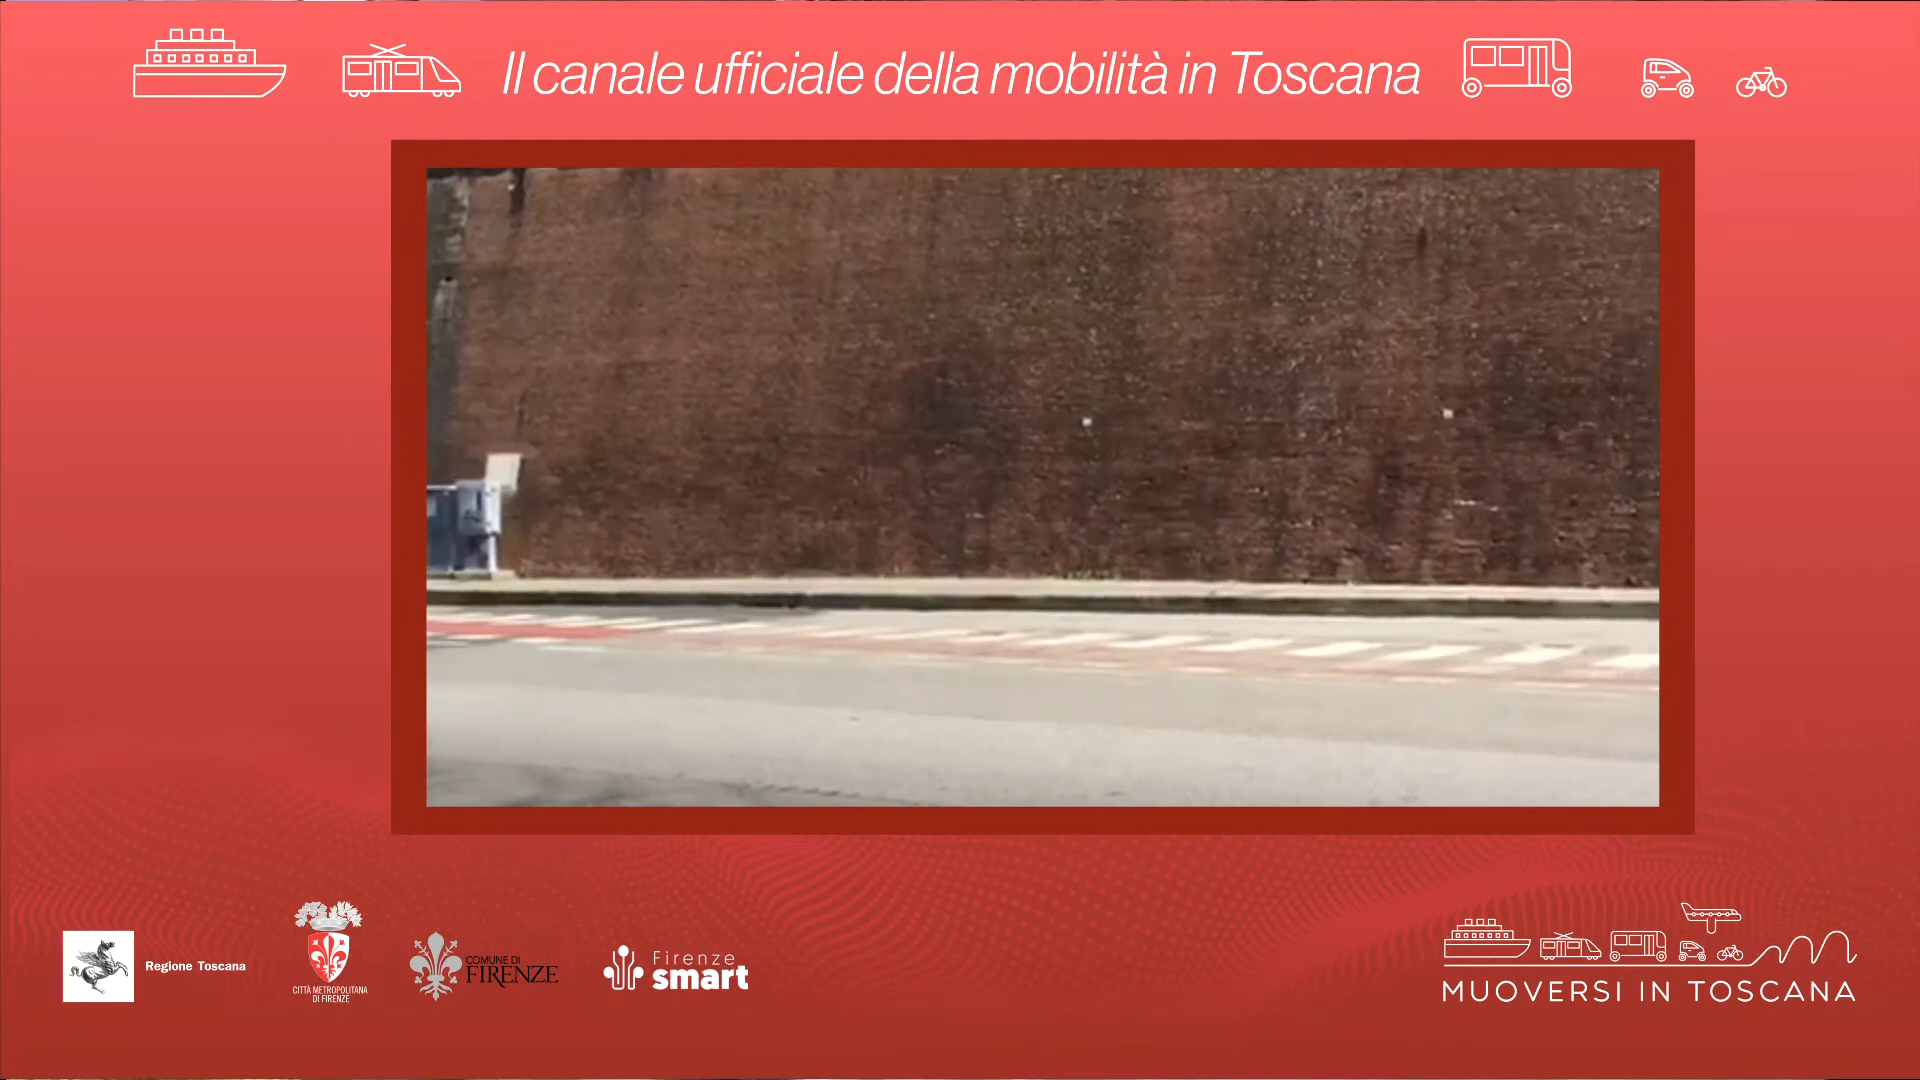 Il canale ufficiale della mobilità in Toscana
Regione Toscana
CITTÀ METROPOLITANA
DI FIRENZE
COMUNE DI
FIRENZE
Firenze
smart
MUOVERSI IN TOSCANA